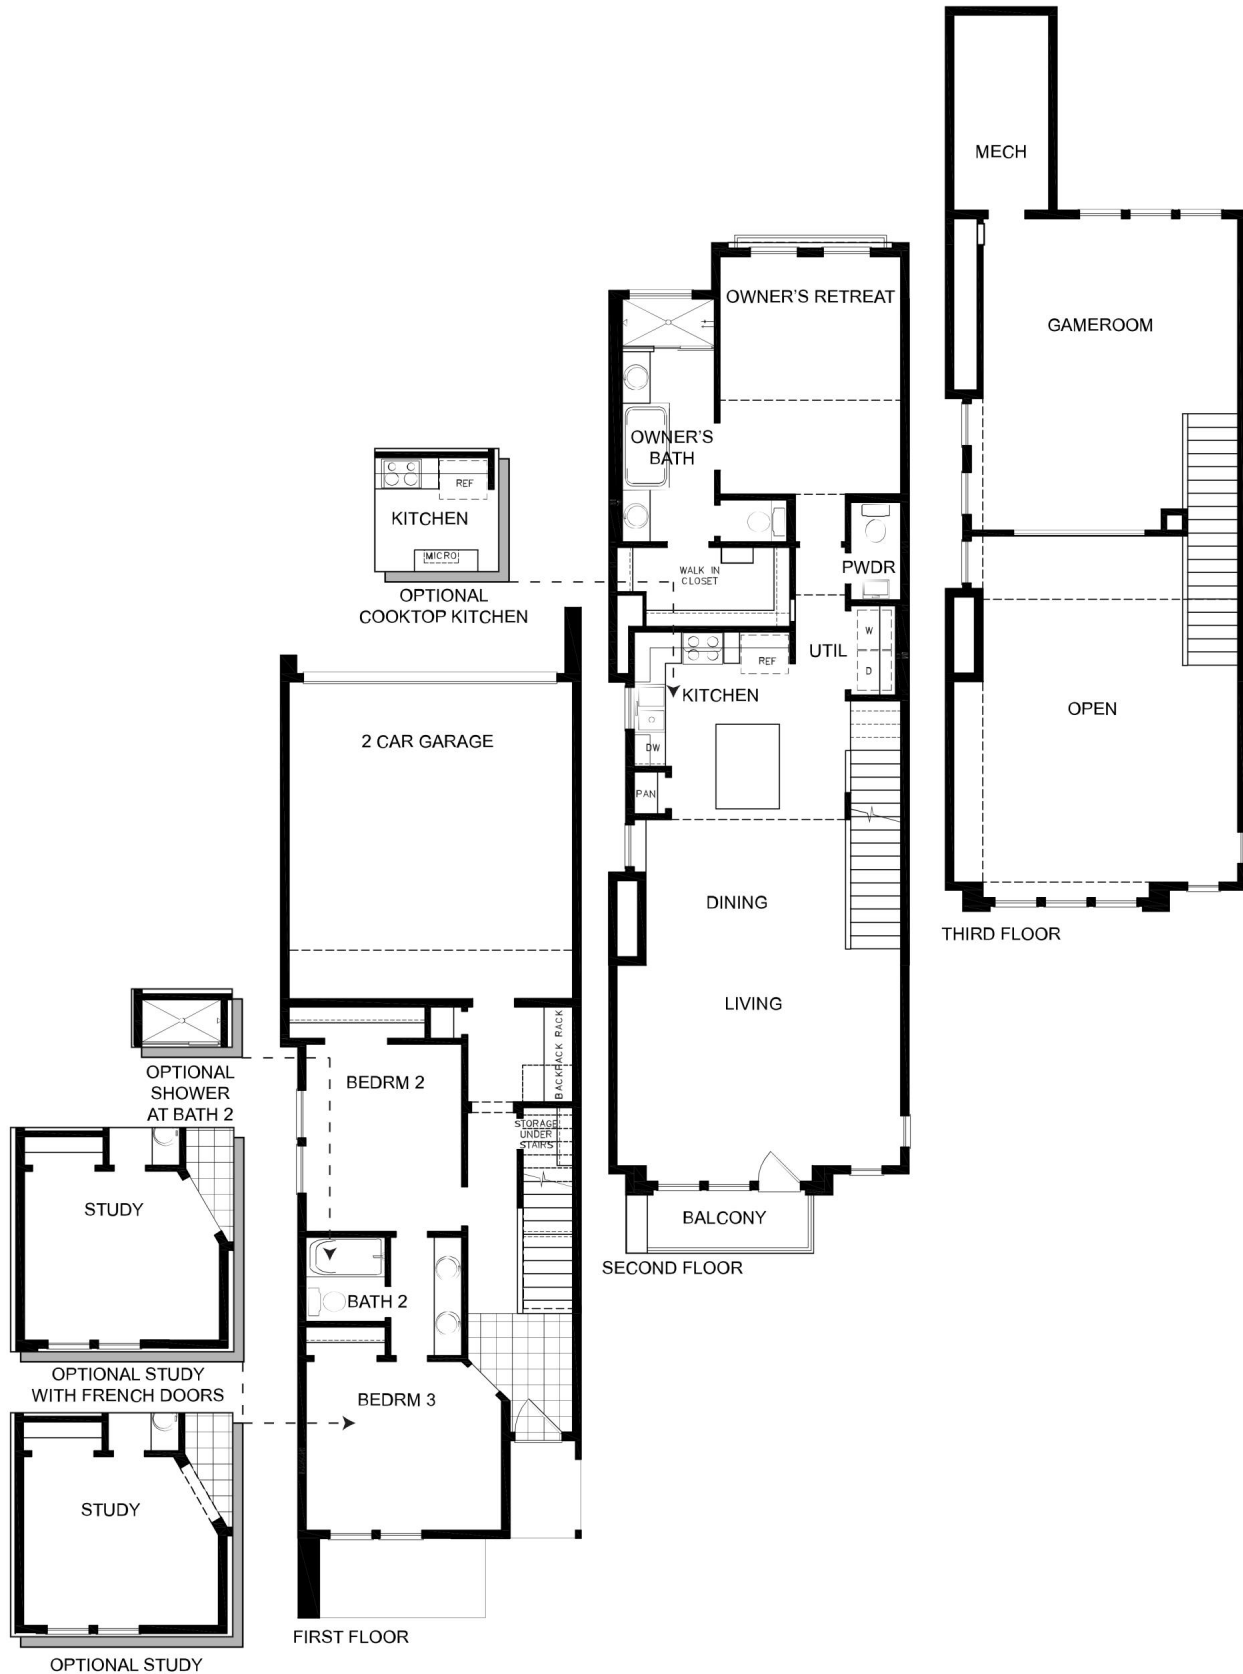 MECH
GAMEROOM
OPEN
THIRD FLOOR
OWNER'S RETREAT
OWNER'S
BATH
WALK IN
CLOSET
PWDR
UTIL
W
D
REF
KITCHEN
DW
PAN
DINING
LIVING
BALCONY
SECOND FLOOR
REF
KITCHEN
MICRO
OPTIONAL
COOKTOP KITCHEN
2 CAR GARAGE
BACKPACK RACK
BEDRM 2
STORAGE
UNDER
STAIRS
BATH 2
BEDRM 3
FIRST FLOOR
OPTIONAL
SHOWER
AT BATH 2
STUDY
OPTIONAL STUDY
WITH FRENCH DOORS
STUDY
OPTIONAL STUDY